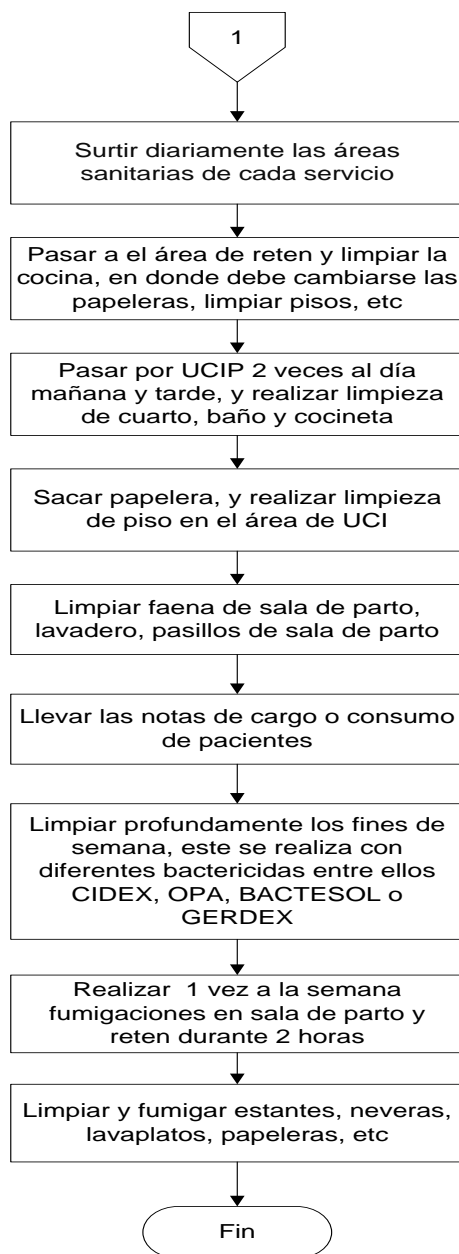 1
Surtir diariamente las áreas
sanitarias de cada servicio
Pasar a el área de reten y limpiar la
cocina, en donde debe cambiarse las
papeleras, limpiar pisos, etc
Pasar por UCIP 2 veces al día
mañana y tarde, y realizar limpieza
de cuarto, baño y cocineta
Sacar papelera, y realizar limpieza
de piso en el área de UCI
Limpiar faena de sala de parto,
lavadero, pasillos de sala de parto
Llevar las notas de cargo o consumo
de pacientes
Limpiar profundamente los fines de
semana, este se realiza con
diferentes bactericidas entre ellos
CIDEX, OPA, BACTESOL o
GERDEX
Realizar 1 vez a la semana
fumigaciones en sala de parto y
reten durante 2 horas
Limpiar y fumigar estantes, neveras,
lavaplatos, papeleras, etc
Fin